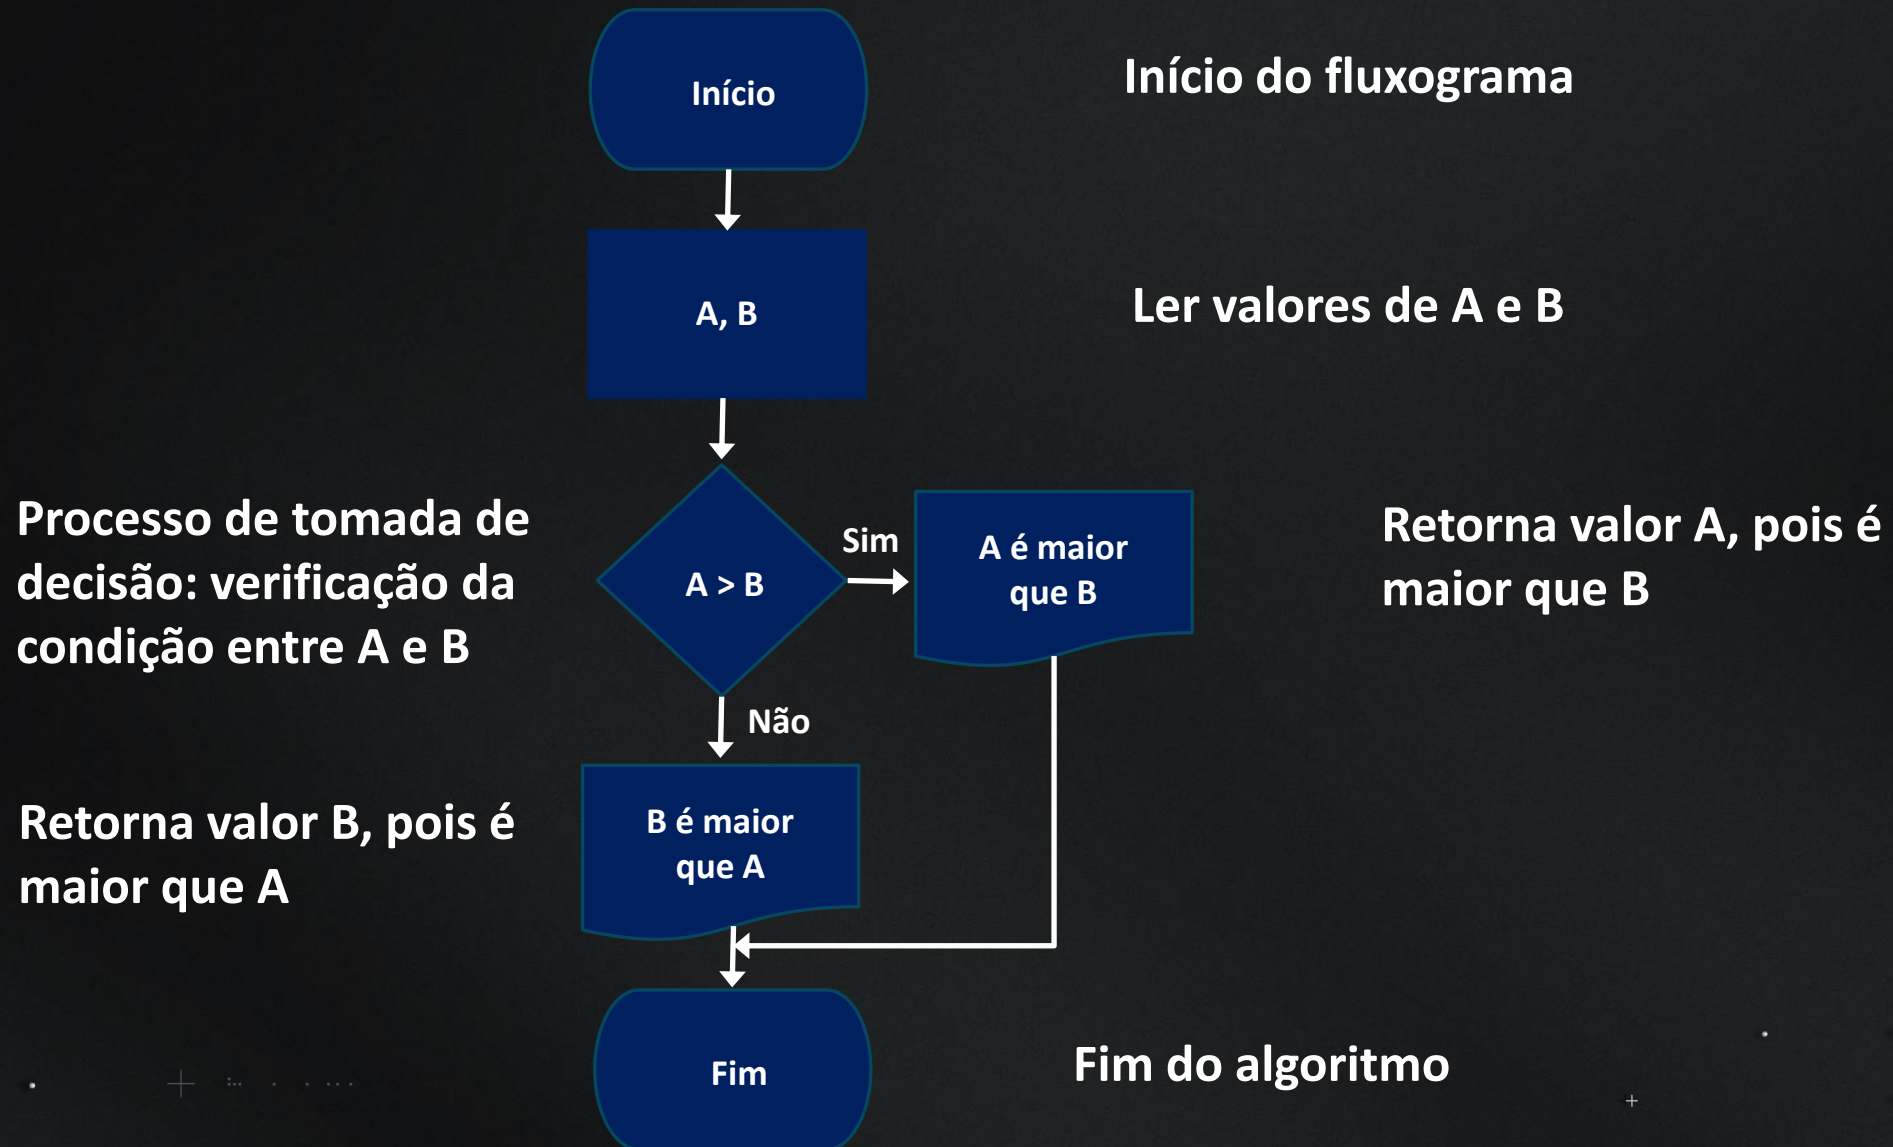 Início
Início do fluxograma
A, B
Ler valores de A e B
Processo de tomada de
decisão: verificação da
condição entre A e B
A > B
Sim
A é maior
que B
Retorna valor A, pois é
maior que B
Não
Retorna valor B, pois é
maior que A
B é maior
que A
Fim
Fim do algoritmo